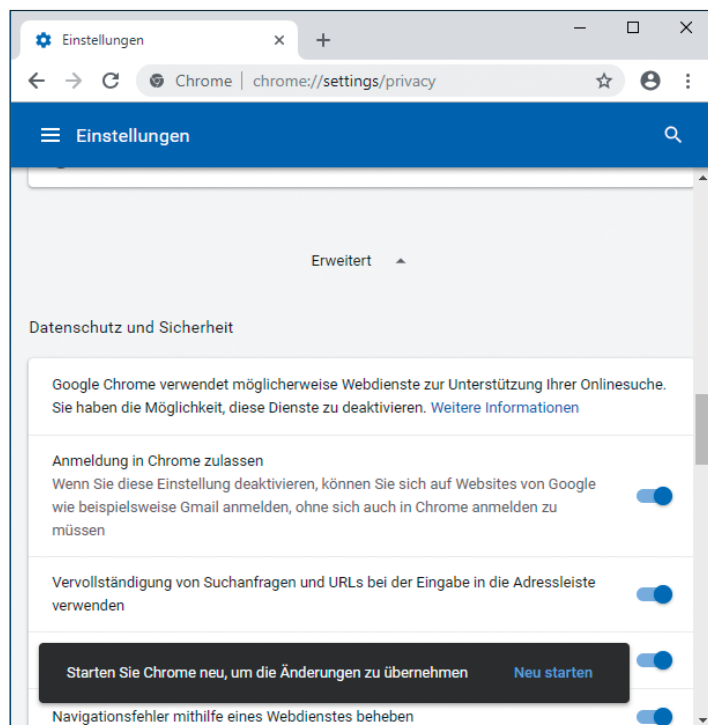 Einstellungen
Chrome | chrome://settings/privacy
Einstellungen
Erweitert
Datenschutz und Sicherheit
Google Chrome verwendet möglicherweise Webdienste zur Unterstützung Ihrer Onlinesuche.
Sie haben die Möglichkeit, diese Dienste zu deaktivieren. Weitere Informationen
Anmeldung in Chrome zulassen
Wenn Sie diese Einstellung deaktivieren, können Sie sich auf Websites von Google
wie beispielsweise Gmail anmelden, ohne sich auch in Chrome anmelden zu
müssen
Vervollständigung von Suchanfragen und URLs bei der Eingabe in die Adressleiste
verwenden
Starten Sie Chrome neu, um die Änderungen zu übernehmen Neu starten
Navigationsfehler mithilfe eines Webdienstes beheben